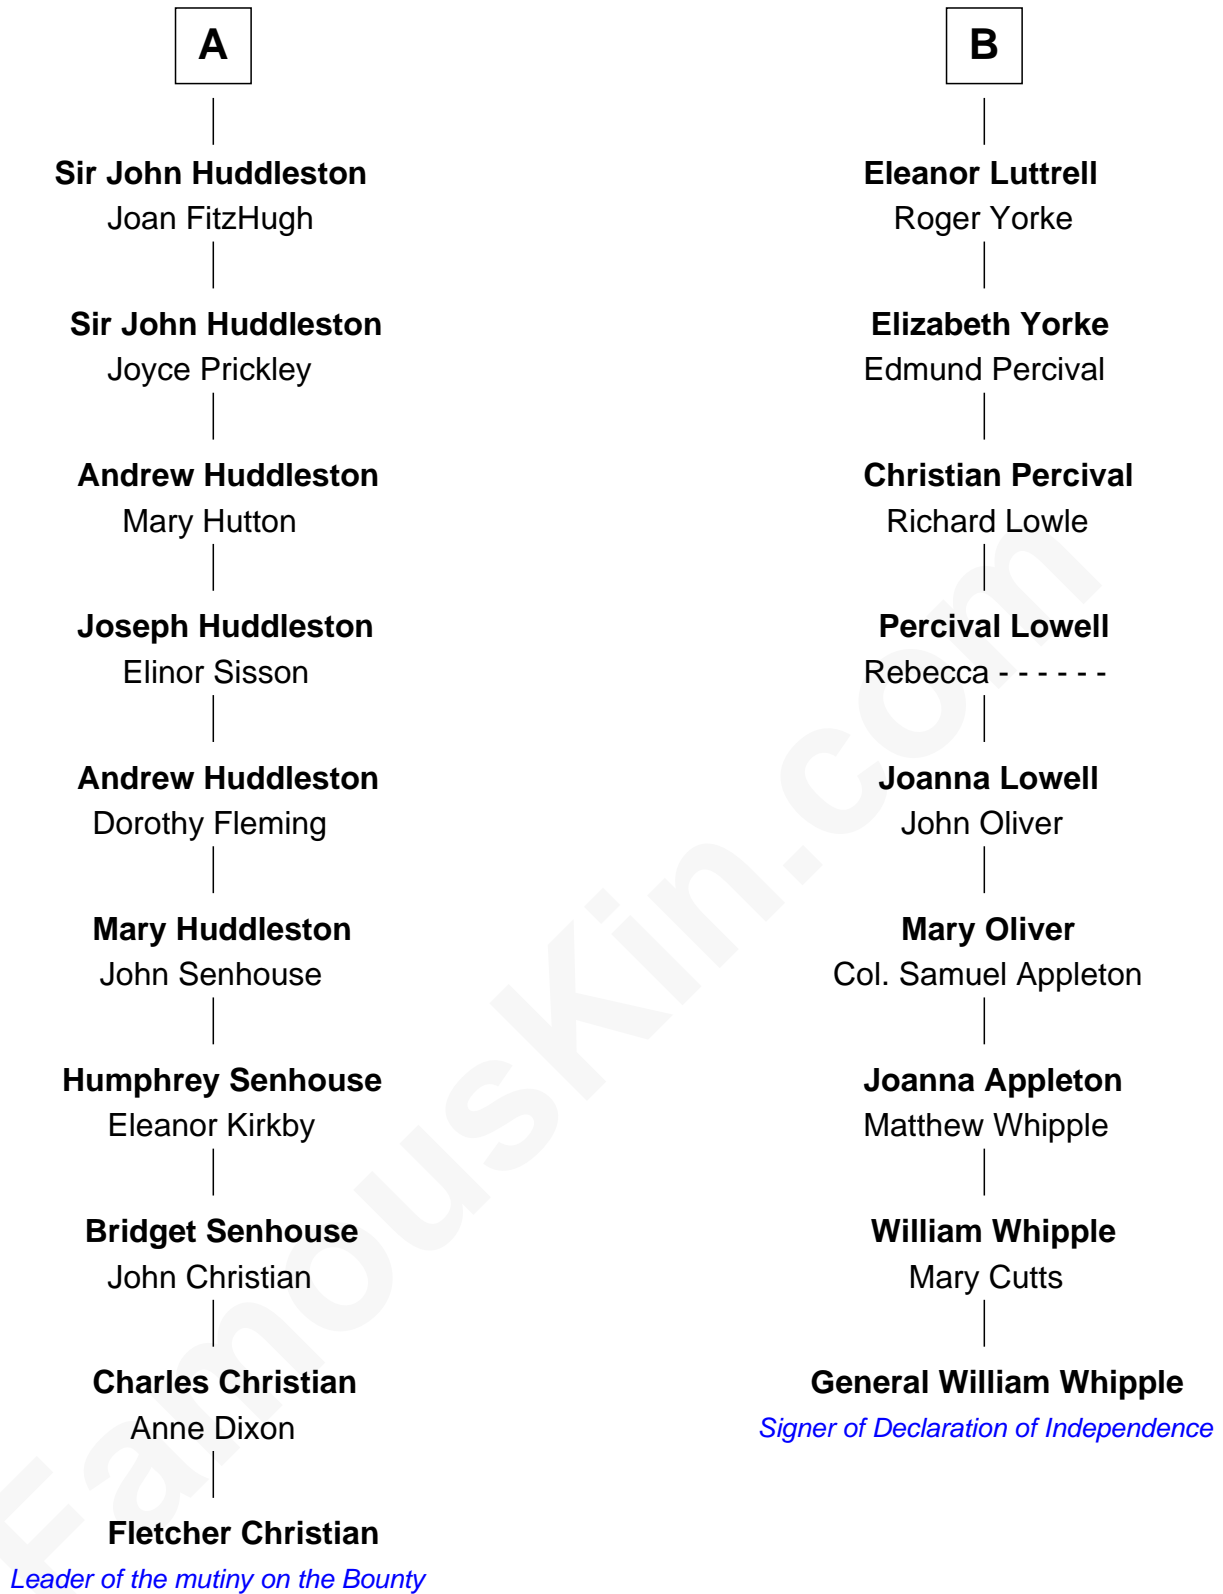 A
Sir John Huddleston
Joan FitzHugh
Sir John Huddleston
Joyce Prickley
Andrew Huddleston
Mary Hutton
Joseph Huddleston
Elinor Sisson
Andrew Huddleston
Dorothy Fleming
Mary Huddleston
John Senhouse
Humphrey Senhouse
Eleanor Kirkby
Bridget Senhouse
John Christian
Charles Christian
Anne Dixon
Fletcher Christian
Leader of the mutiny on the Bounty
B
Eleanor Luttrell
Roger Yorke
Elizabeth Yorke
Edmund Percival
Christian Percival
Richard Lowle
Percival Lowell
Rebecca - - - - - -
Joanna Lowell
John Oliver
Mary Oliver
Col. Samuel Appleton
Joanna Appleton
Matthew Whipple
William Whipple
Mary Cutts
General William Whipple
Signer of Declaration of Independence
FamousKin.com